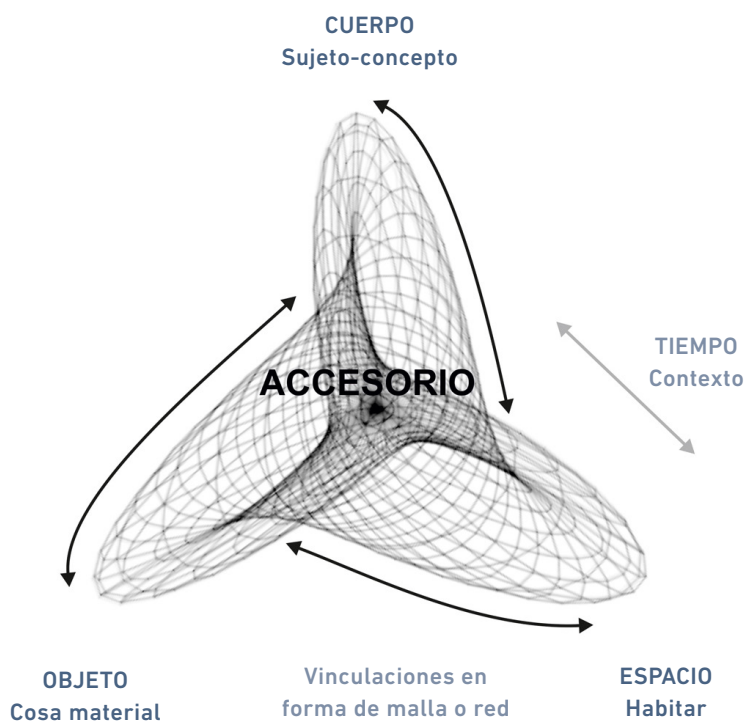 CUERPO
Sujeto-concepto
ACCESORIO
TIEMPO
Contexto
OBJETO
Cosa material
Vinculaciones en
forma de malla o red
ESPACIO
Habitar